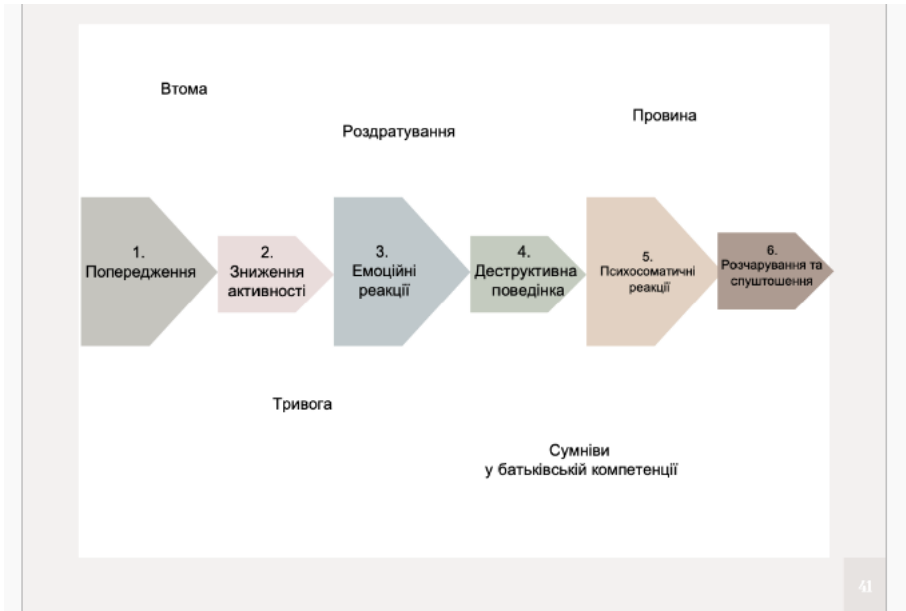 Втома
Роздратування
Провина
1.
Попередження
2.
Зниження
активності
3.
Емоційні
реакції
4.
Деструктивна
поведінка
5.
Психосоматичні
реакції
6.
Розчарування та
спуштошення
Тривога
Сумніви
у батьківській компетенції
41